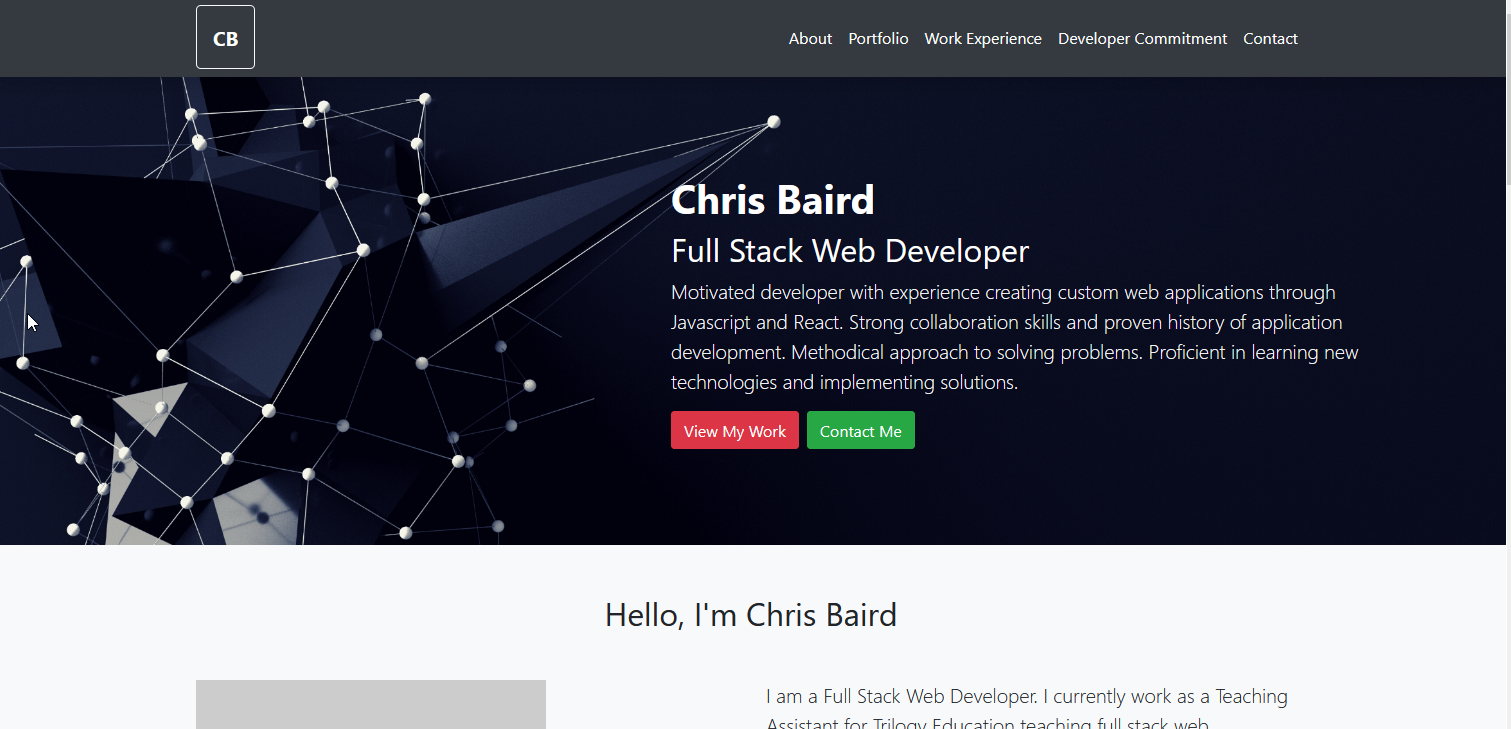 CB
About Portfolio Work Experience Developer Commitment Contact
Chris Baird
Full Stack Web Developer
Motivated developer with experience creating custom web applications through
Javascript and React. Strong collaboration skills and proven history of application
development. Methodical approach to solving problems. Proficient in learning new
technologies and implementing solutions.
View My Work Contact Me
Hello, I'm Chris Baird
I am a Full Stack Web Developer. I currently work as a Teaching
Assistant for Trilogy Education teaching full stack web